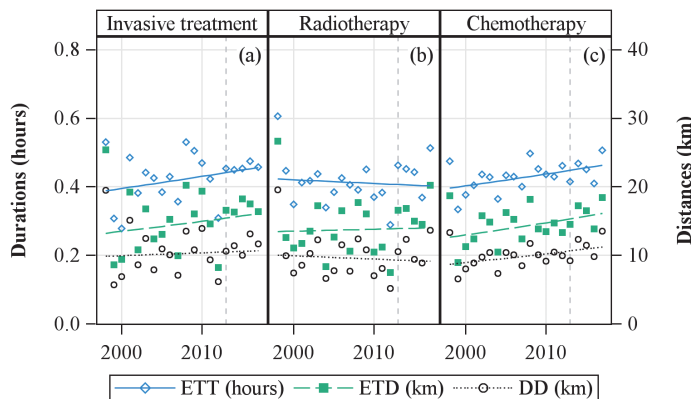 Invasive treatment Radiotherapy Chemotherapy
0.8 (a) (b) (c) 40
0.6 30
0.4 20
0.2 10
0.0 0
Durations (hours)
Distances (km)
2000 2010 2000 2010 2000 2010
ETT (hours) ETD (km) DD (km)